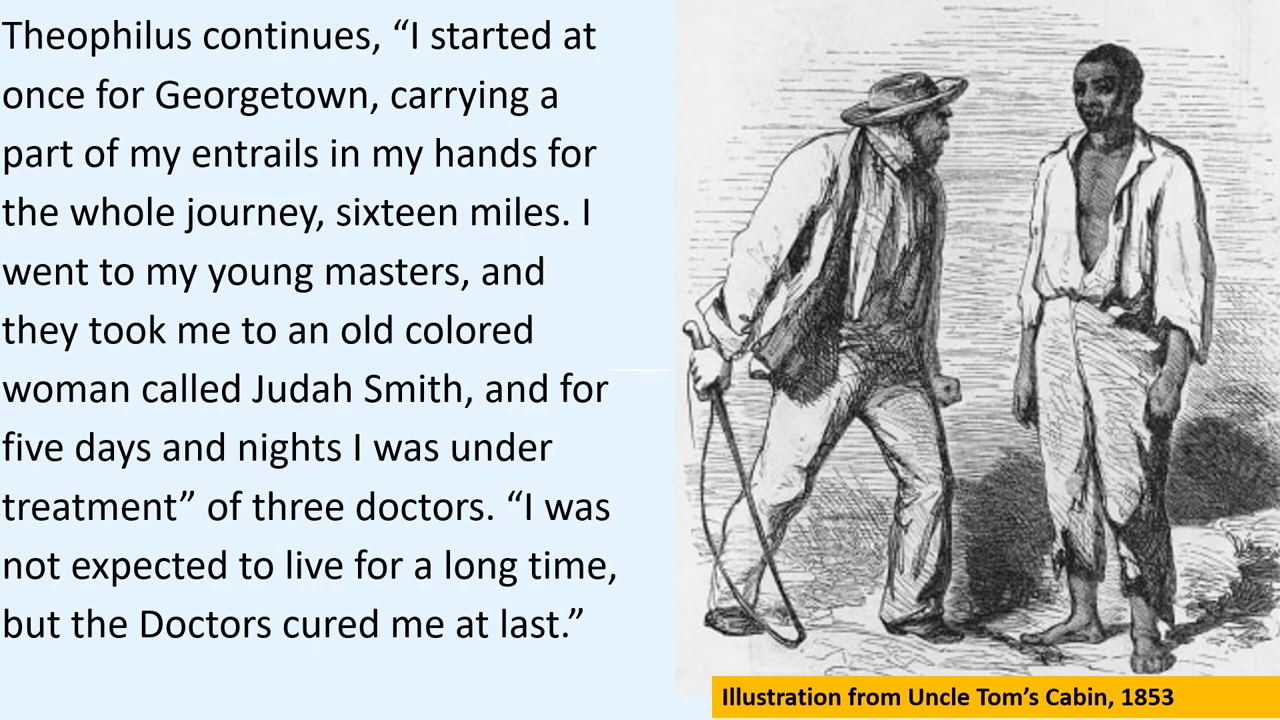 Theophilus continues, “I started at
once for Georgetown, carrying a
part of my entrails in my hands for
the whole journey, sixteen miles. I
went to my young masters, and
they took me to an old colored
woman called Judah Smith, and for
five days and nights I was under
treatment” of three doctors. “I was
not expected to live for a long time,
but the Doctors cured me at last.”
Illustration from Uncle Tom’s Cabin, 1853